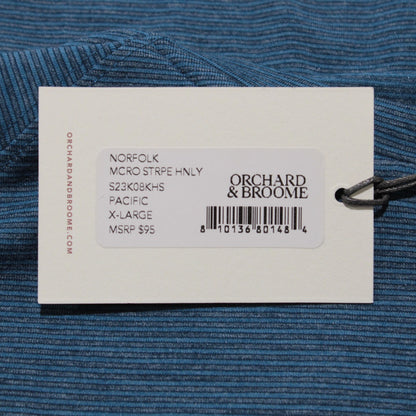 ORCHARDANDBROOME.COM
NORFOLK
MCRO STRPE HNLY
S23K08KHS
PACIFIC
X-LARGE
MSRP $95
ORCHARD
& BROOME
8 10136 80148 4